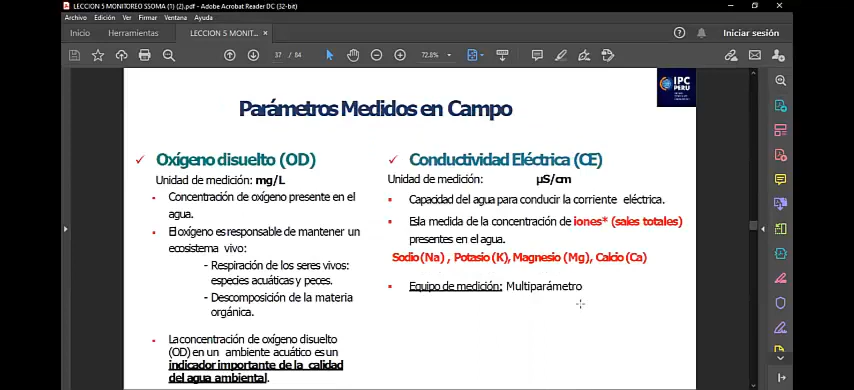 LECCION 5 MONITOREO SSOMA (1) (2).pdf - Adobe Acrobat Reader DC (32-bit)
Archivo Edición Ver Firmar Ventana Ayuda
Inicio Herramientas LECCION 5 MONITOR... × Iniciar sesión
37 / 84 72.8%
IPC
PERU
Parámetros Medidos en Campo
Oxígeno disuelto (OD)
Unidad de medición: mg/L
Concentración de oxígeno presente en el
agua.
El oxígeno es responsable de mantener un
ecosistema vivo:
- Respiración de los seres vivos:
especies acuáticas y peces.
- Descomposición de la materia
orgánica.
La concentración de oxígeno disuelto
(OD) en un ambiente acuático es un
indicador importante de la calidad
del agua ambiental.
Conductividad Eléctrica (CE)
Unidad de medición: µS/cm
Capacidad del agua para conducir la corriente eléctrica.
Es la medida de la concentración de iones* (sales totales)
presentes en el agua.
Sodio (Na) , Potasio (K), Magnesio (Mg), Calcio (Ca)
Equipo de medición: Multiparámetro